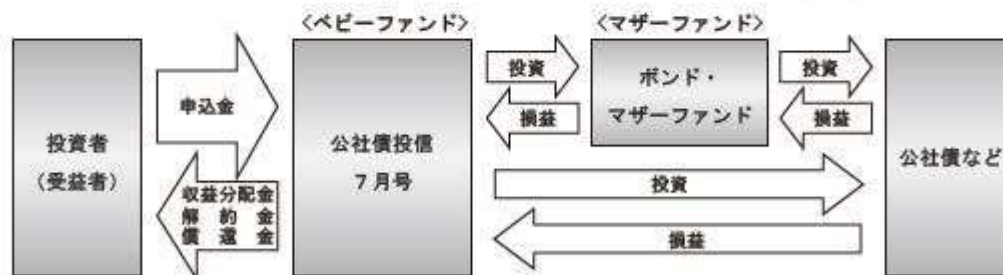 〈ベビーファンド〉
〈マザーファンド〉
投資者
(受益者)
申込金
収益分配金
解約金
償還金
公社債投信
7月号
投資
損益
ボンド・
マザーファンド
投資
損益
投資
損益
公社債など